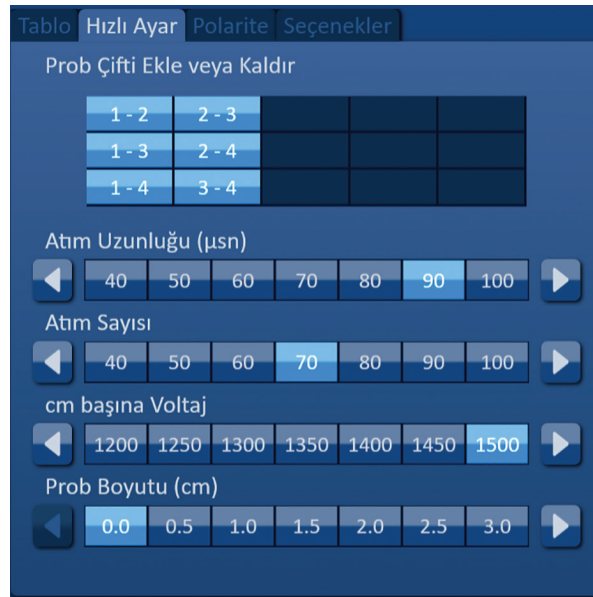 Tablo Hızlı Ayar Polarite Seçenekler
Prob Çifti Ekle veya Kaldır
1 - 2 2 - 3
1 - 3 2 - 4
1 - 4 3 - 4
Atım Uzunluğu (µsn)
40 50 60 70 80 90 100
Atım Sayısı
40 50 60 70 80 90 100
cm başına Voltaj
1200 1250 1300 1350 1400 1450 1500
Prob Boyutu (cm)
0.0 0.5 1.0 1.5 2.0 2.5 3.0